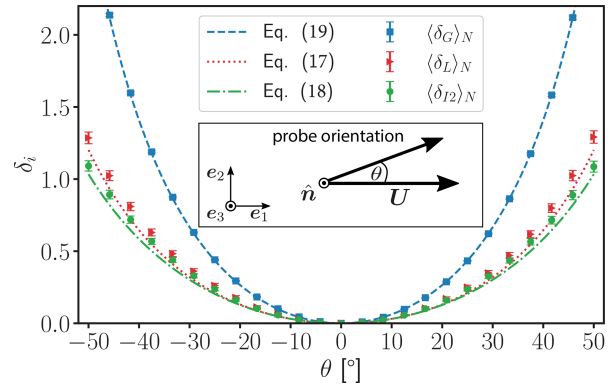 Eq. (19) ⟨δ_G⟩_N
Eq. (17) ⟨δ_L⟩_N
Eq. (18) ⟨δ_{I2}⟩_N
probe orientation
θ
n̂
U
e_2
e_3 e_1
δ_i
2.0
1.5
1.0
0.5
0.0
−50 −40 −30 −20 −10 0 10 20 30 40 50
θ [°]